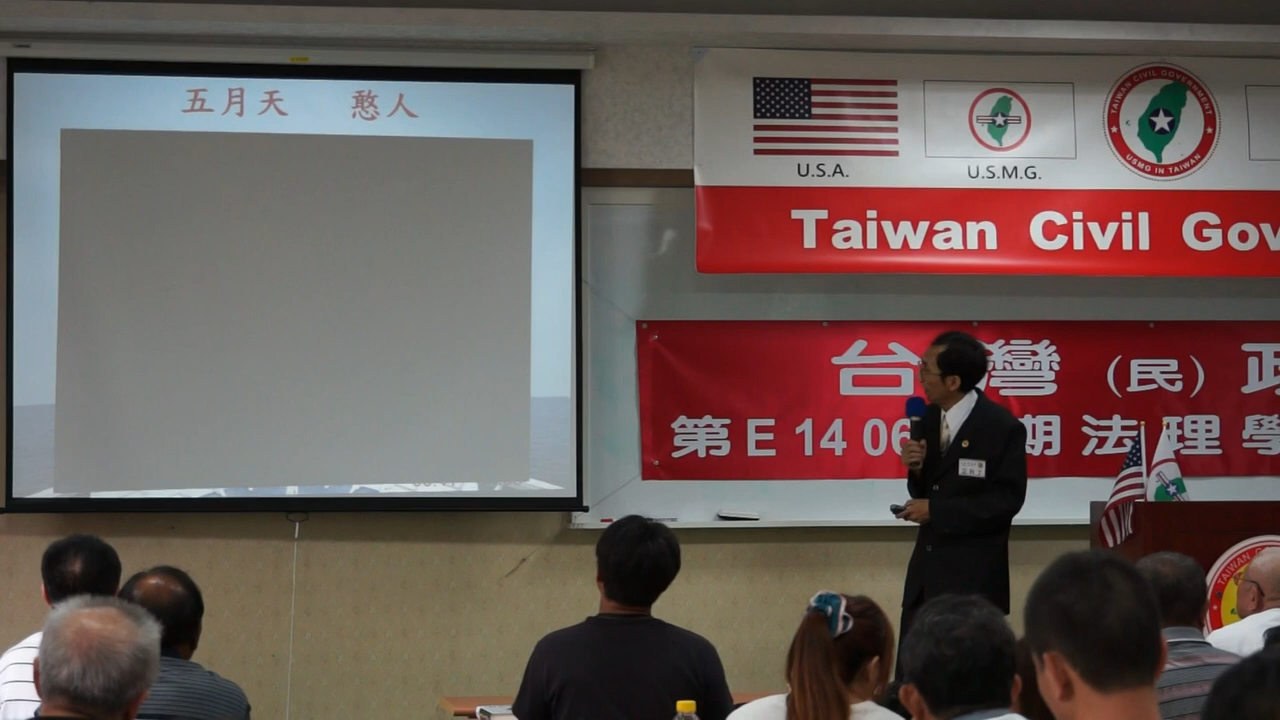 五月天 憨人
U.S.A.
U.S.M.G.
TAIWAN CIVIL GOVERNMENT
USMG IN TAIWAN
Taiwan Civil Gov
台灣（民）政
第E 14 06 期法理學
TAIWAN